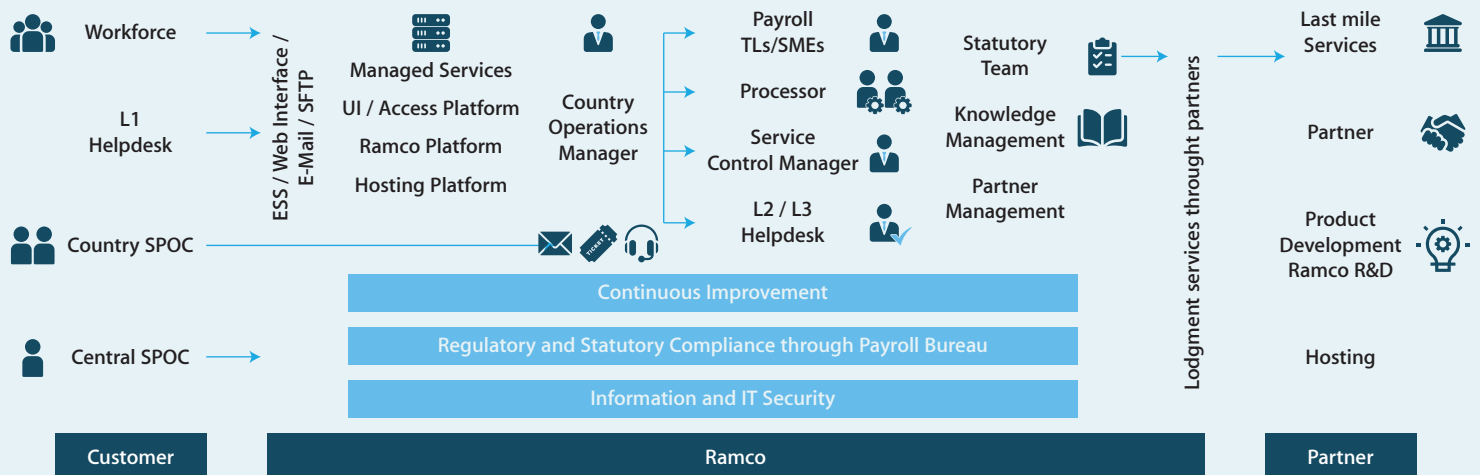 Workforce
L1
Helpdesk
Country SPOC
Central SPOC
Customer
ESS / Web Interface /
E-Mail / SFTP
Managed Services
UI / Access Platform
Ramco Platform
Hosting Platform
Country
Operations
Manager
TICKET
Payroll
TLs/SMEs
Processor
Service
Control Manager
L2 / L3
Helpdesk
Statutory
Team
Knowledge
Management
Partner
Management
Continuous Improvement
Regulatory and Statutory Compliance through Payroll Bureau
Information and IT Security
Ramco
Lodgment services throught partners
Last mile
Services
Partner
Product
Development
Ramco R&D
Hosting
Partner